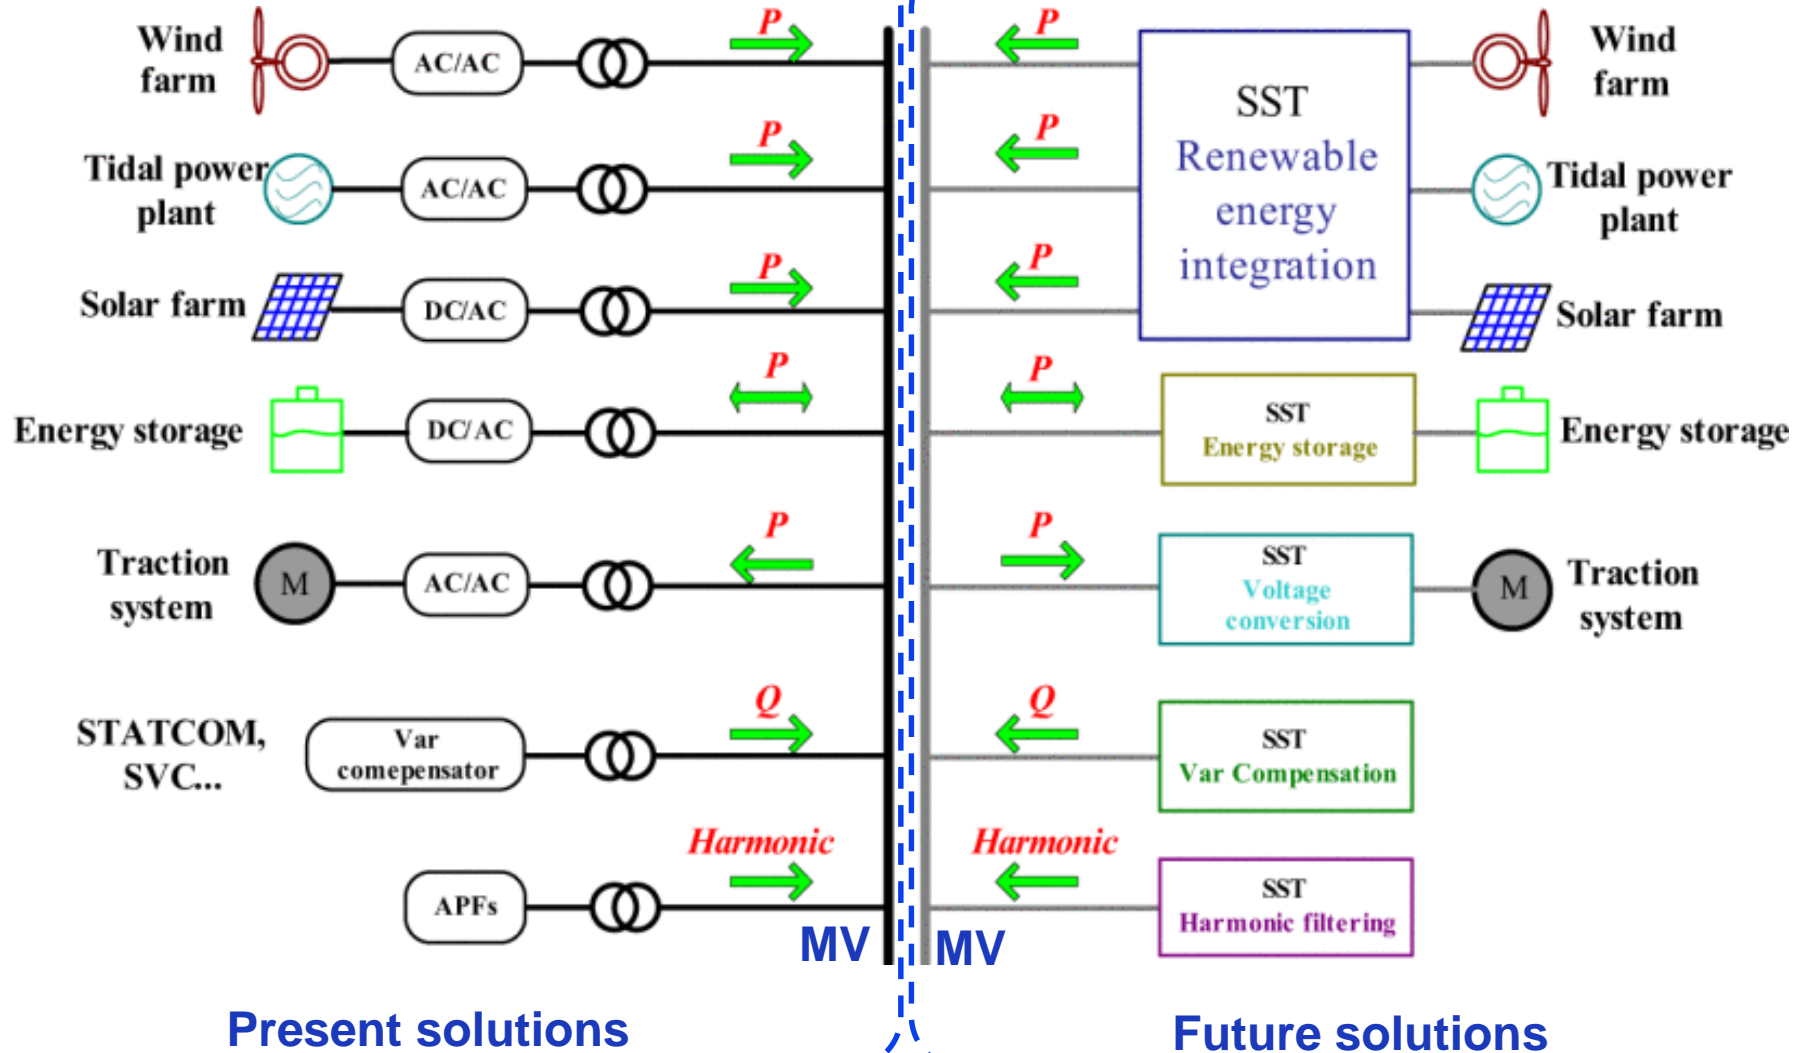 Wind
farm
AC/AC
P
Tidal power
plant
AC/AC
P
Solar farm
DC/AC
P
Energy storage
DC/AC
P
Traction
system
M
AC/AC
P
STATCOM,
SVC...
Var
comepensator
Q
APFs
Harmonic
MV
Present solutions
P
SST
Renewable
energy
integration
Wind
farm
P
Tidal power
plant
P
Solar farm
P
SST
Energy storage
Energy storage
P
SST
Voltage
conversion
M
Traction
system
Q
SST
Var Compensation
Harmonic
SST
Harmonic filtering
MV
Future solutions